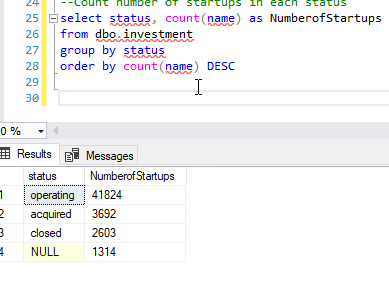 24 --Count number of startups in each status
25 select status, count(name) as NumberofStartups
26 from dbo.investment
27 group by status
28 order by count(name) DESC
29
30
0 %
Results Messages
status NumberofStartups
1 operating 41824
2 acquired 3692
3 closed 2603
4 NULL 1314